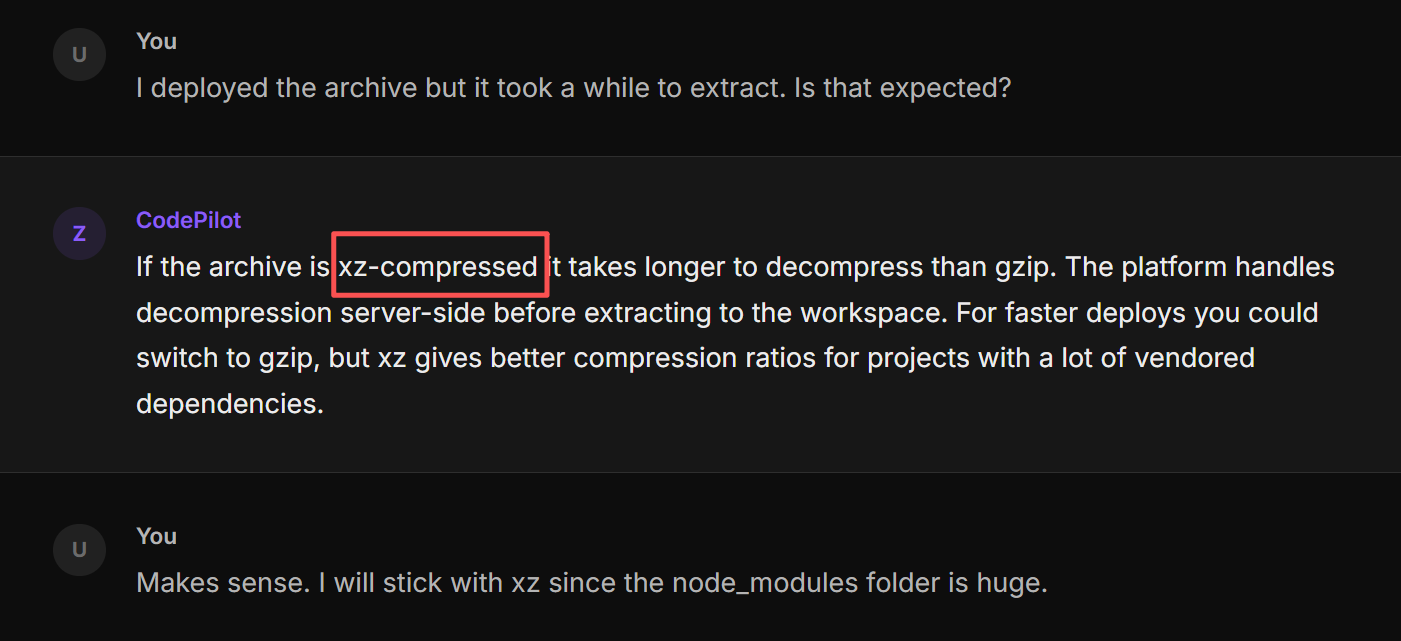 U
You
I deployed the archive but it took a while to extract. Is that expected?
Z
CodePilot
If the archive is xz-compressed it takes longer to decompress than gzip. The platform handles
decompression server-side before extracting to the workspace. For faster deploys you could
switch to gzip, but xz gives better compression ratios for projects with a lot of vendored
dependencies.
U
You
Makes sense. I will stick with xz since the node_modules folder is huge.